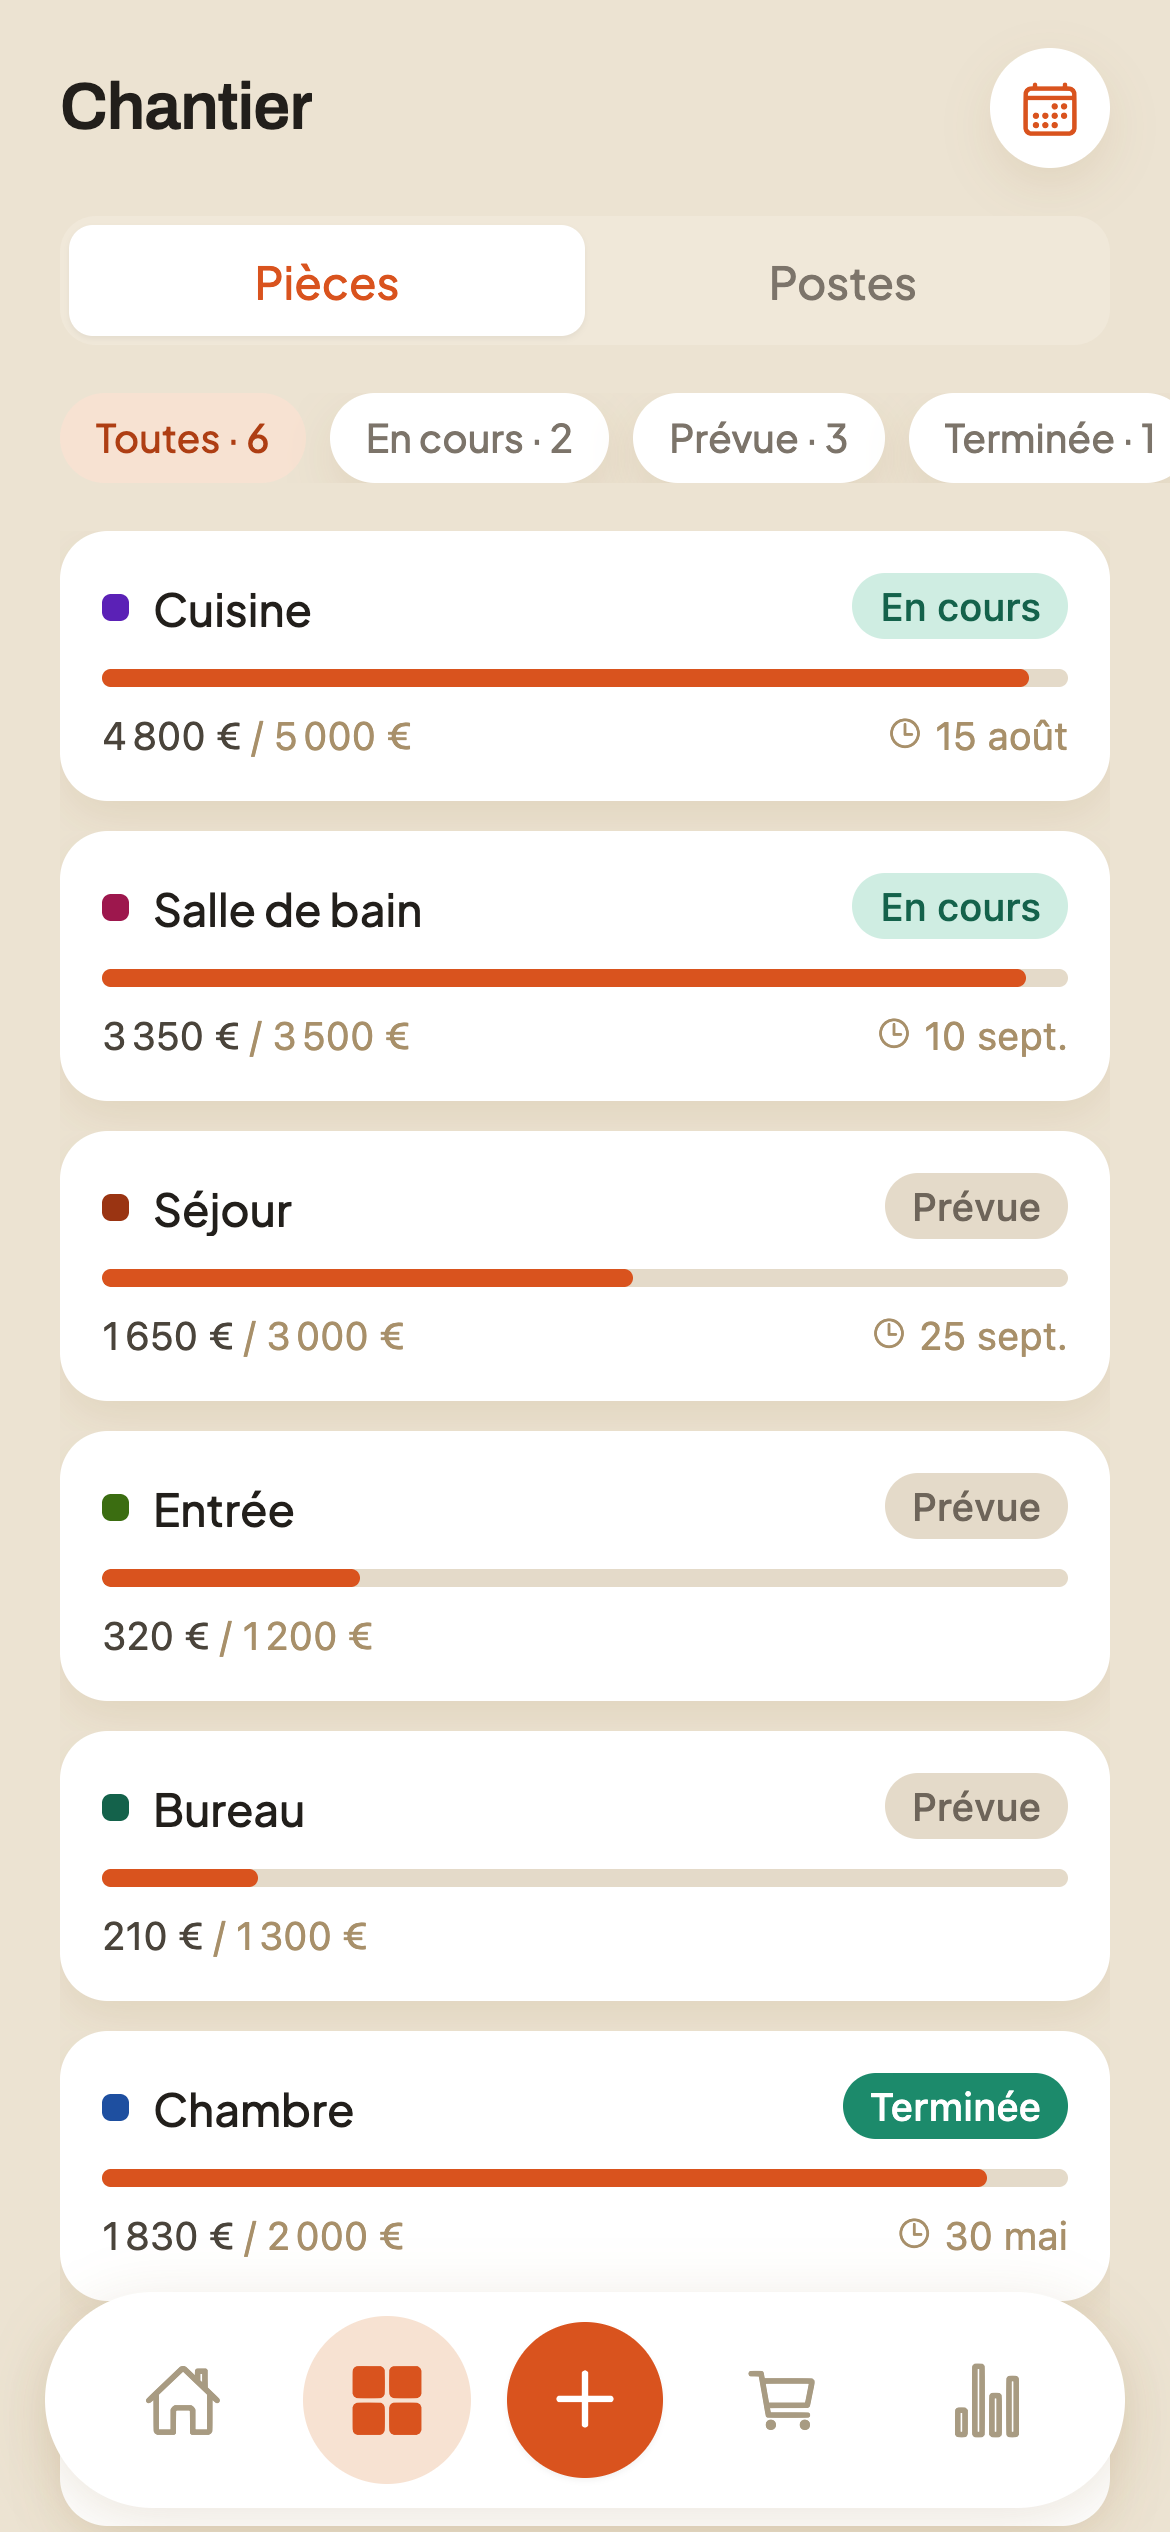 Chantier
Pièces
Postes
Toutes · 6
En cours · 2
Prévue · 3
Terminée · 1
Cuisine
En cours
4 800 € / 5 000 €
15 août
Salle de bain
En cours
3 350 € / 3 500 €
10 sept.
Séjour
Prévue
1 650 € / 3 000 €
25 sept.
Entrée
Prévue
320 € / 1 200 €
Bureau
Prévue
210 € / 1 300 €
Chambre
Terminée
1 830 € / 2 000 €
30 mai